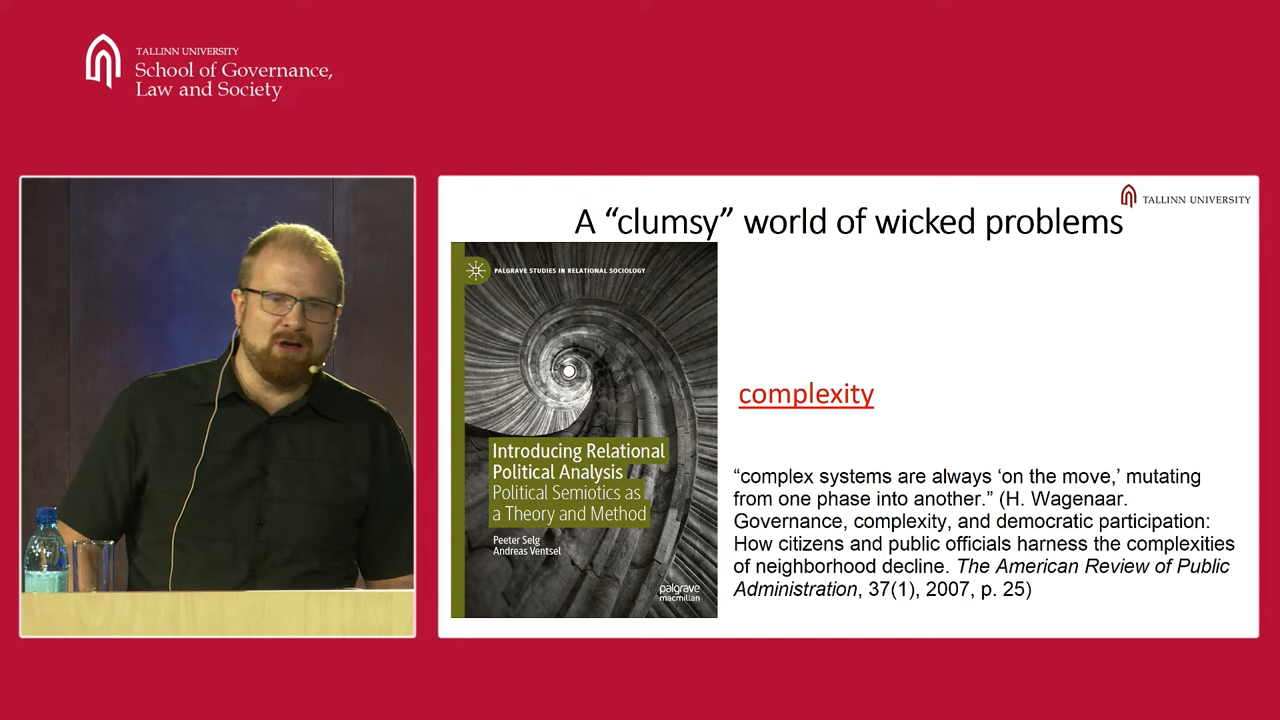 TALLINN UNIVERSITY
School of Governance,
Law and Society
TALLINN UNIVERSITY
A “clumsy” world of wicked problems
PALGRAVE STUDIES IN RELATIONAL SOCIOLOGY
Introducing Relational
Political Analysis
Political Semiotics as
a Theory and Method
Peeter Selg
Andreas Ventsel
palgrave
macmillan
complexity
“complex systems are always ‘on the move,’ mutating
from one phase into another.” (H. Wagenaar.
Governance, complexity, and democratic participation:
How citizens and public officials harness the complexities
of neighborhood decline. The American Review of Public
Administration, 37(1), 2007, p. 25)